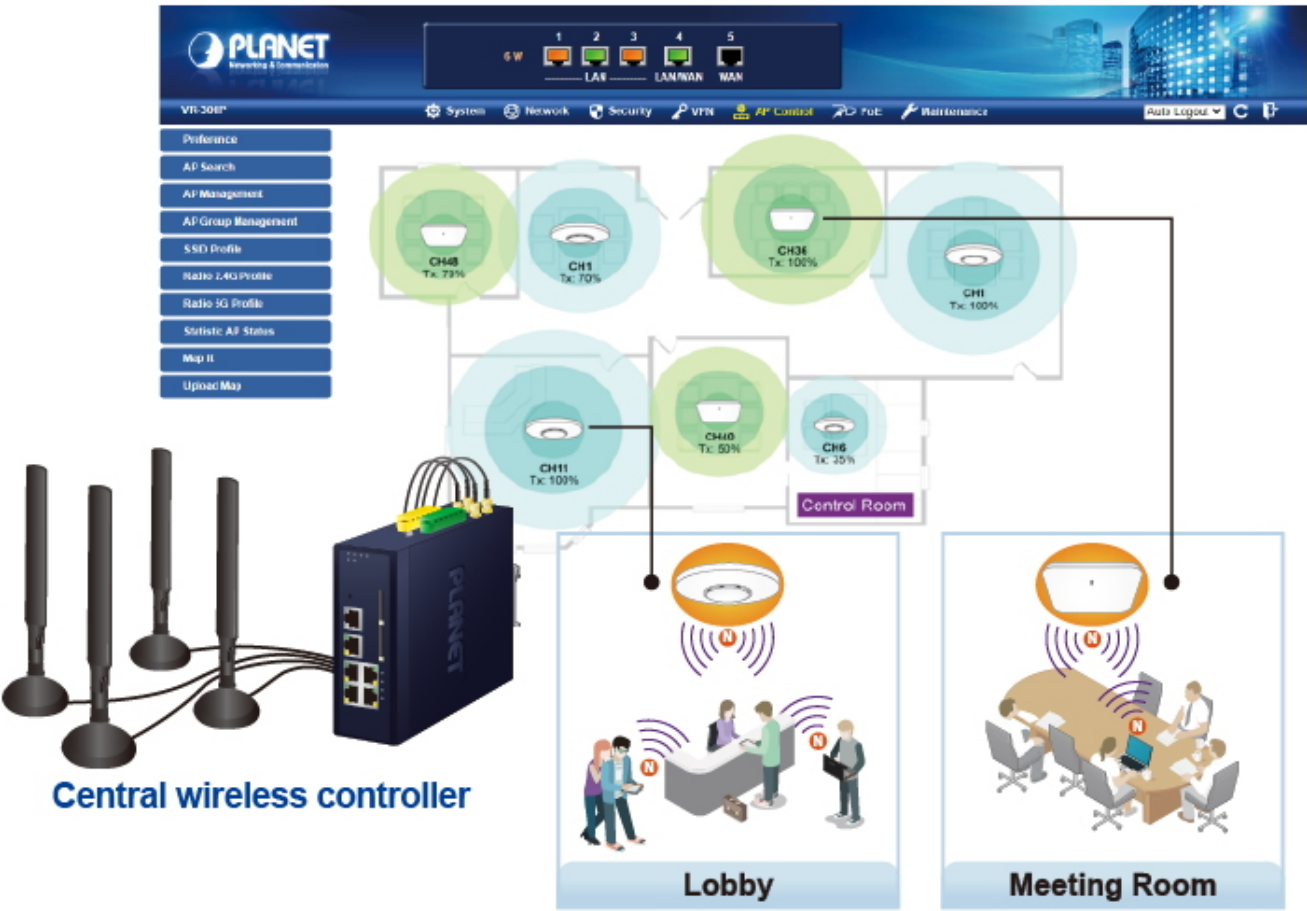 PLANET
Networking & Communication
1 2 3 4 5
6 W
LAN LAN/WAN WAN
System Network Security VPN AP Control PoE Maintenance
Auto Logout
Preference
AP Search
AP Management
AP Group Management
SSID Profile
Radio 2.4G Profile
Radio 5G Profile
Statistic AP Status
Map It
Upload Map
CH48
Tx: 70%
CH1
Tx: 70%
CH36
Tx: 100%
CH1
Tx: 100%
CH11
Tx: 100%
CH40
Tx: 50%
CH6
Tx: 35%
Control Room
PLANET
Central wireless controller
N
N
N
N
N
Lobby
Meeting Room